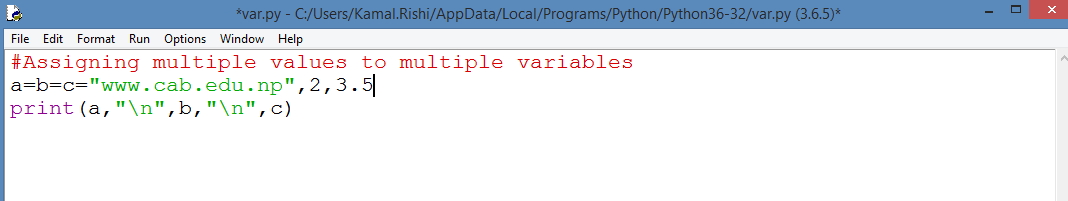 *var.py - C:/Users/Kamal.Rishi/AppData/Local/Programs/Python/Python36-32/var.py (3.6.5)*
File Edit Format Run Options Window Help
#Assigning multiple values to multiple variables
a=b=c="www.cab.edu.np",2,3.5
print(a,"\n",b,"\n",c)